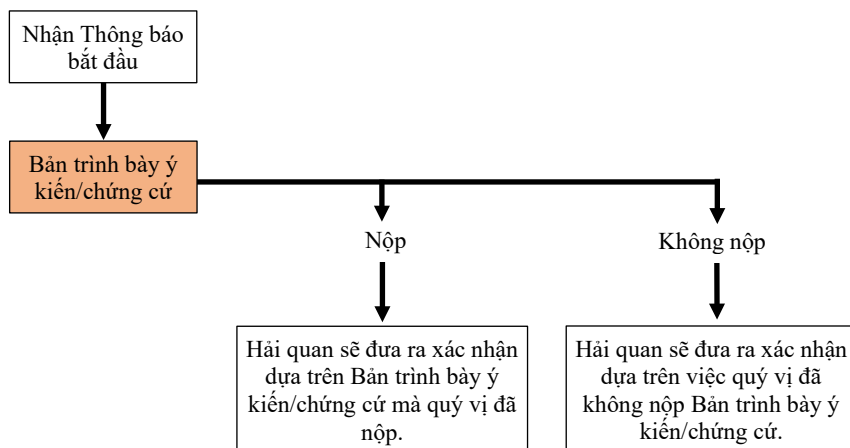 Nhận Thông báo
bắt đầu
Bản trình bày ý
kiến/chứng cứ
Nộp
Không nộp
Hải quan sẽ đưa ra xác nhận
dựa trên Bản trình bày ý
kiến/chứng cứ mà quý vị đã
nộp.
Hải quan sẽ đưa ra xác nhận
dựa trên việc quý vị đã
không nộp Bản trình bày ý
kiến/chứng cứ.